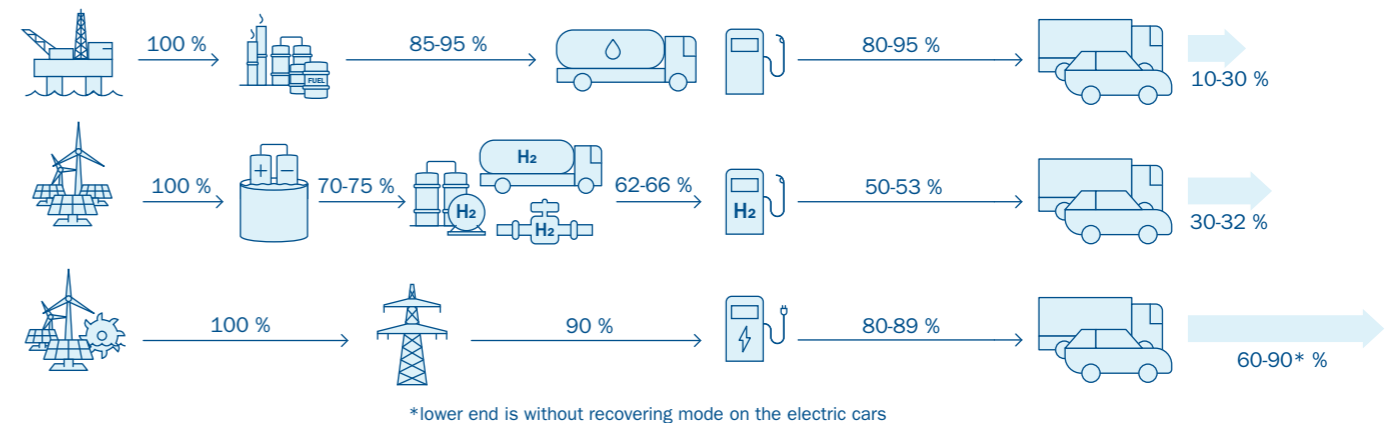 100 %
85-95 %
80-95 %
FUEL
10-30 %
+ −
H₂
100 %
70-75 %
62-66 %
50-53 %
H₂
H₂
H₂
30-32 %
100 %
90 %
80-89 %
60-90* %
*lower end is without recovering mode on the electric cars